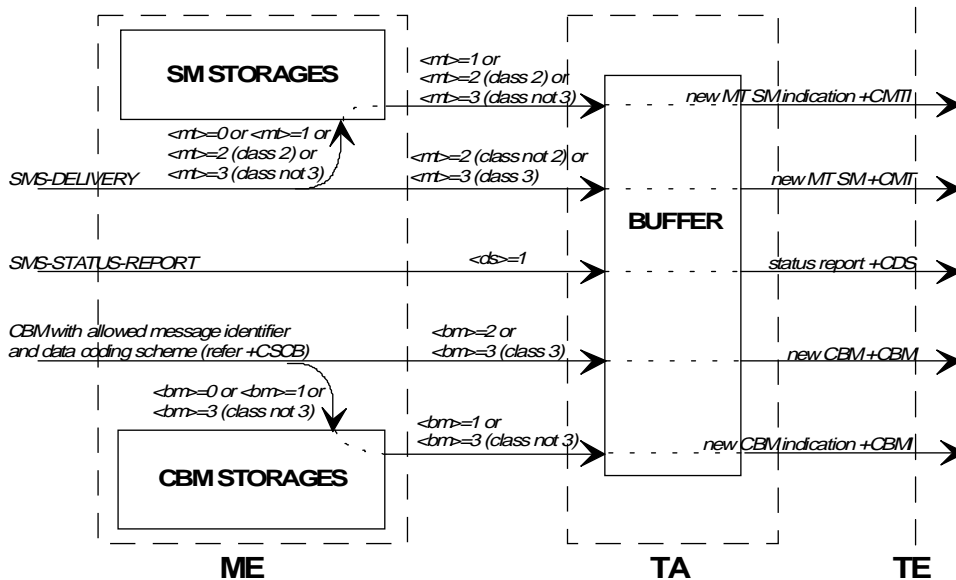 SM STORAGES
<mt>=1 or
<mt>=2 (class 2) or
<mt>=3 (class not 3)
new MT SM indication +CMTI
<mt>=0 or <mt>=1 or
<mt>=2 (class 2) or
<mt>=3 (class not 3)
SMS-DELIVERY
<mt>=2 (class not 2) or
<mt>=3 (class 3)
new MT SM +CMT
BUFFER
SMS-STATUS-REPORT
<ds>=1
status report +CDS
CBM with allowed message identifier
and data coding scheme (refer +CSCB)
<bm>=2 or
<bm>=3 (class 3)
new CBM +CBM
<bm>=0 or <bm>=1 or
<bm>=3 (class not 3)
<bm>=1 or
<bm>=3 (class not 3)
new CBM indication +CBMI
CBM STORAGES
ME
TA
TE